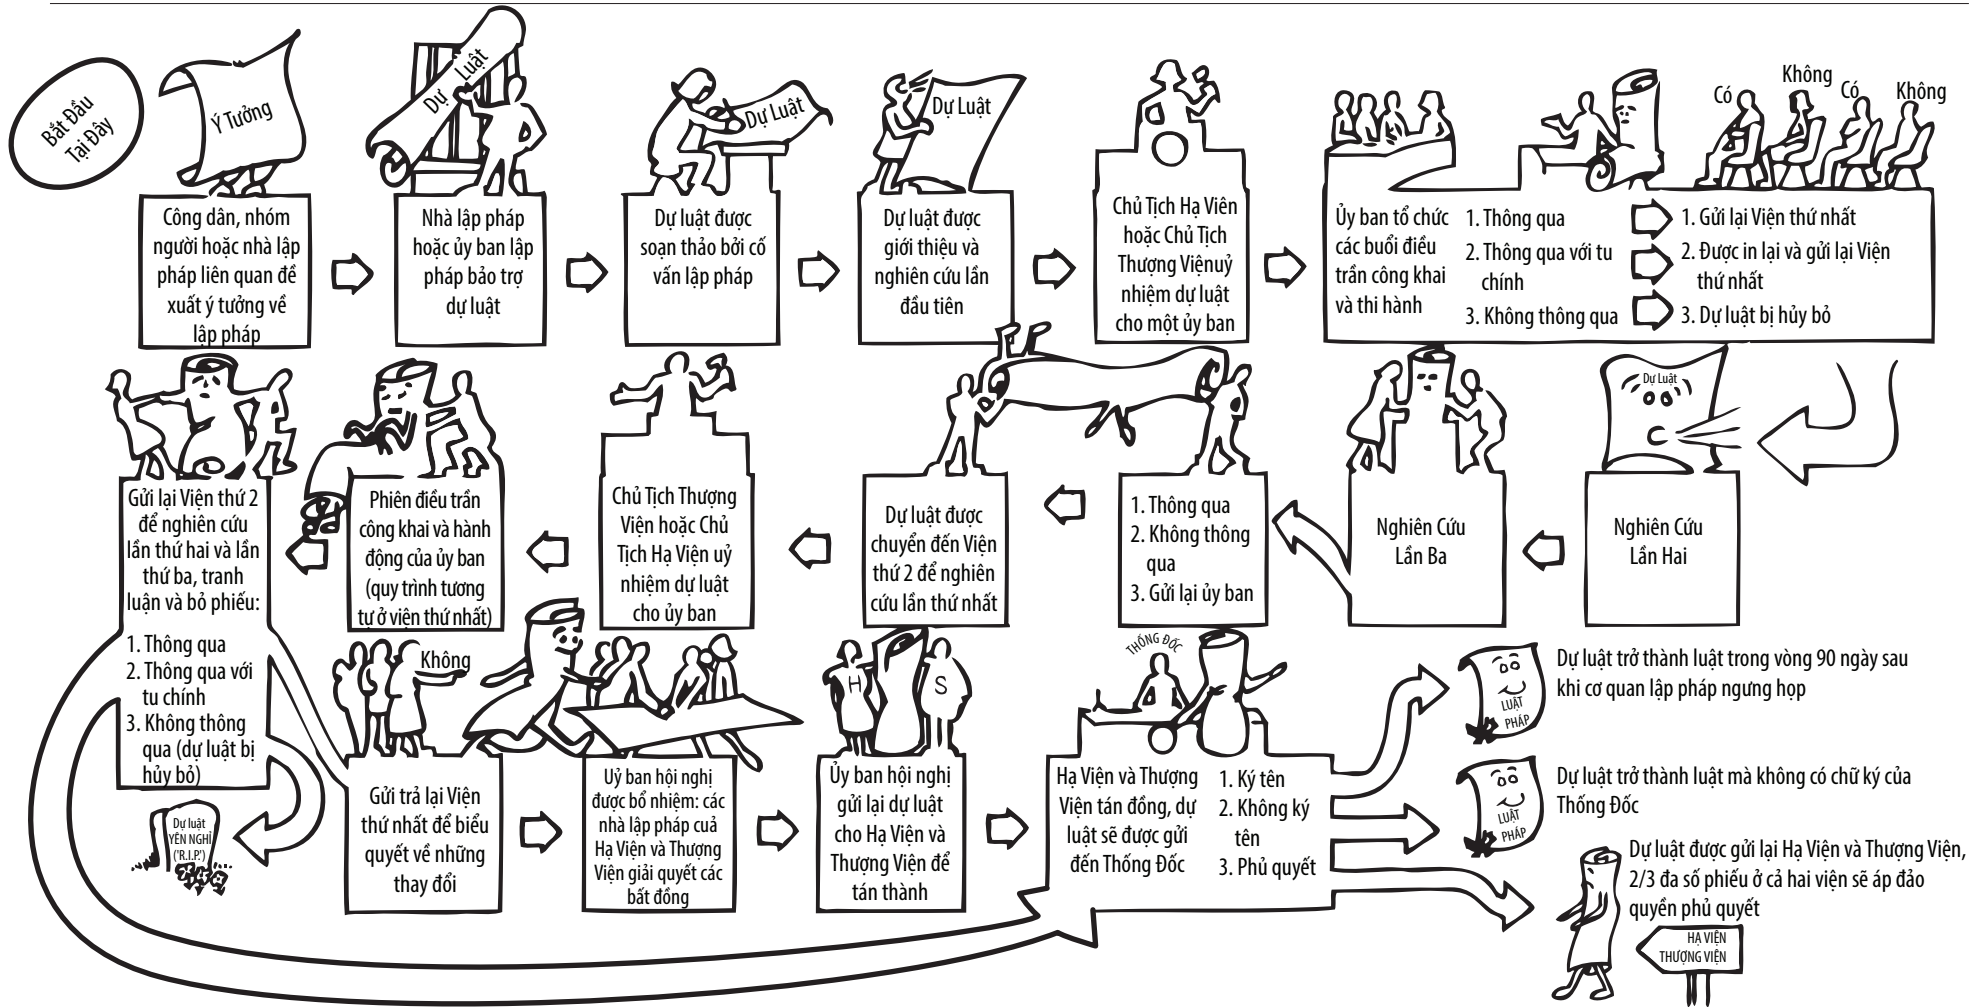 Bắt Đầu
Tại Đây
Ý Tưởng
Công dân, nhóm
người hoặc nhà lập
pháp liên quan đề
xuất ý tưởng về
lập pháp
Dự Luật
Nhà lập pháp
hoặc ủy ban lập
pháp bảo trợ
dự luật
Dự Luật
Dự luật được
soạn thảo bởi cố
vấn lập pháp
Dự Luật
Dự luật được
giới thiệu và
nghiên cứu lần
đầu tiên
Chủ Tịch Hạ Viên
hoặc Chủ Tịch
Thượng Việnuỷ
nhiệm dự luật
cho một ủy ban
Ủy ban tổ chức
các buổi điều
trần công khai
và thi hành
1. Thông qua
2. Thông qua với tu
chính
3. Không thông qua
Có
Không
Có
Không
1. Gửi lại Viện thứ nhất
2. Được in lại và gửi lại Viện
thứ nhất
3. Dự luật bị hủy bỏ
Dự Luật
Nghiên Cứu
Lần Hai
Nghiên Cứu
Lần Ba
1. Thông qua
2. Không thông
qua
3. Gửi lại ủy ban
Dự luật được
chuyển đến Viện
thứ 2 để nghiên
cứu lần thứ nhất
Chủ Tịch Thượng
Viện hoặc Chủ
Tịch Hạ Viện uỷ
nhiệm dự luật
cho ủy ban
Phiên điều trần
công khai và hành
động của ủy ban
(quy trình tương
tự ở viện thứ nhất)
Gửi lại Viện thứ 2
để nghiên cứu
lần thứ hai và lần
thứ ba, tranh
luận và bỏ phiếu:
1. Thông qua
2. Thông qua với
tu chính
3. Không thông
qua (dự luật bị
hủy bỏ)
Dự luật
YÊN NGHỈ
('R.I.P.')
Không
Gửi trả lại Viện
thứ nhất để biểu
quyết về những
thay đổi
Uỷ ban hội nghị
được bổ nhiệm: các
nhà lập pháp cuả
Hạ Viện và Thượng
Viện giải quyết các
bất đồng
H
S
Ủy ban hội nghị
gửi lại dự luật
cho Hạ Viện và
Thượng Viện để
tán thành
THỐNG ĐỐC
Hạ Viện và Thượng
Viện tán đồng, dự
luật sẽ được gửi
đến Thống Đốc
1. Ký tên
2. Không ký
tên
3. Phủ quyết
LUẬT
PHÁP
Dự luật trở thành luật trong vòng 90 ngày sau
khi cơ quan lập pháp ngưng họp
LUẬT
PHÁP
Dự luật trở thành luật mà không có chữ ký của
Thống Đốc
Dự luật được gửi lại Hạ Viện và Thượng Viện,
2/3 đa số phiếu ở cả hai viện sẽ áp đảo
quyền phủ quyết
HẠ VIỆN
THƯỢNG VIỆN